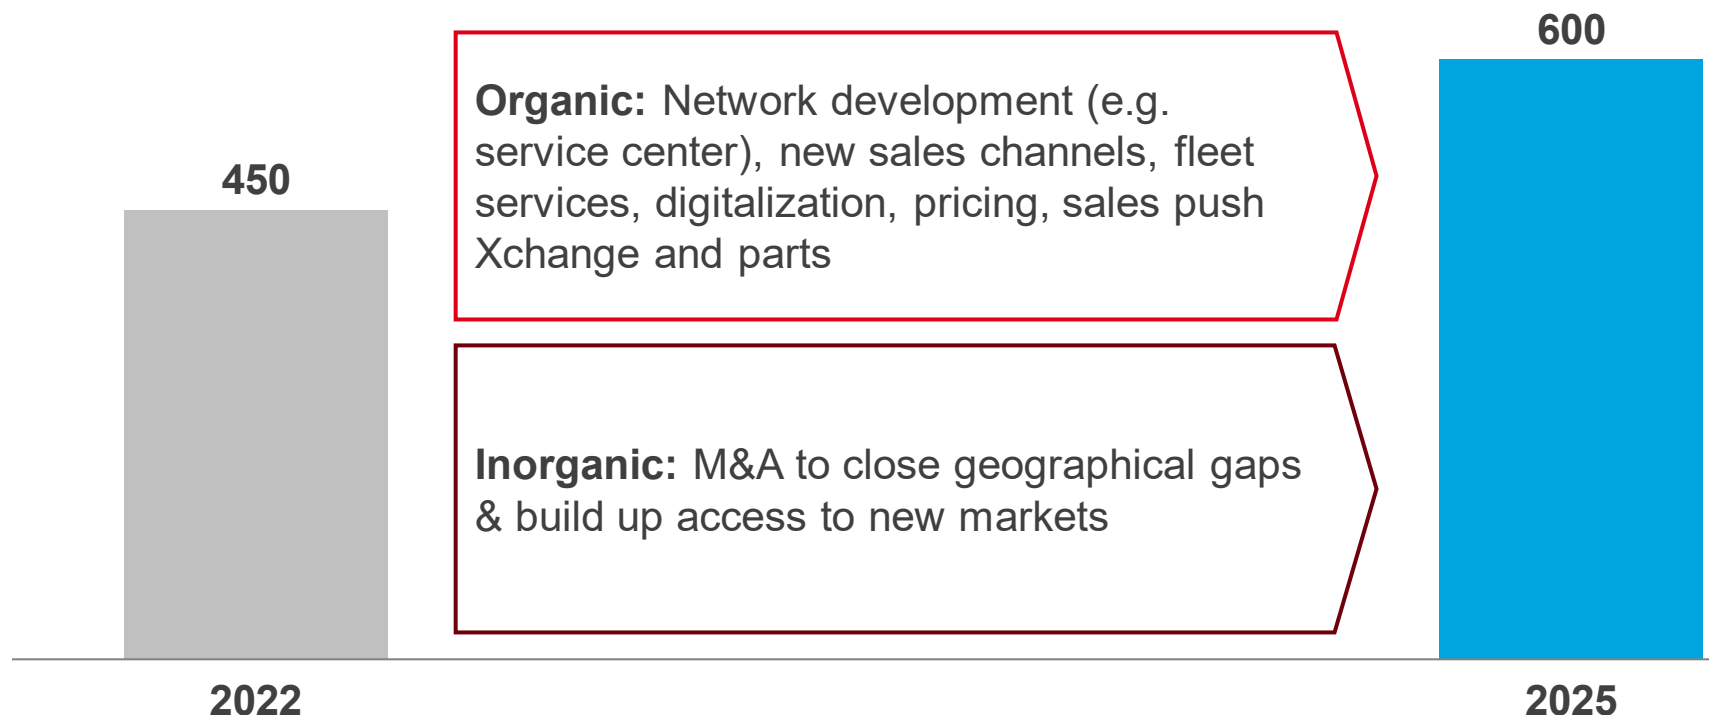 600
450
Organic: Network development (e.g.
service center), new sales channels, fleet
services, digitalization, pricing, sales push
Xchange and parts
Inorganic: M&A to close geographical gaps
& build up access to new markets
2022
2025